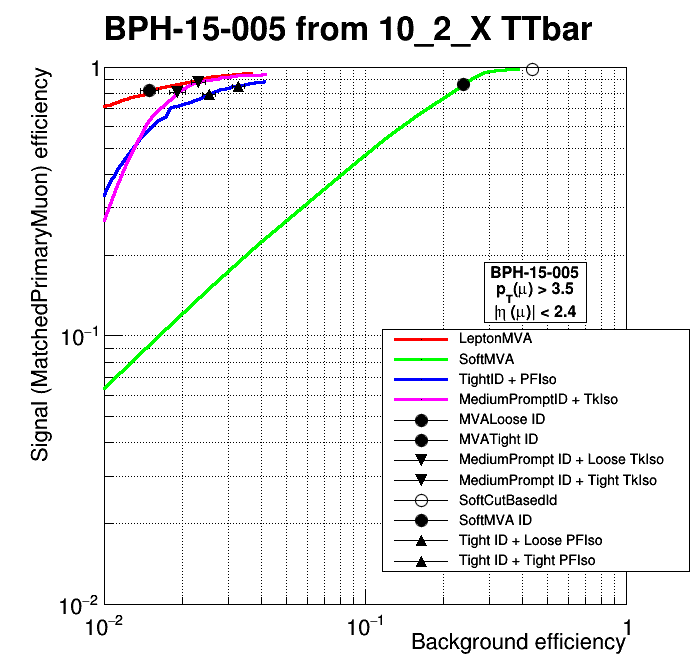 BPH-15-005 from 10_2_X TTbar
Signal (MatchedPrimaryMuon) efficiency
1
10⁻¹
10⁻²
BPH-15-005
p_T(μ) > 3.5
|η (μ)| < 2.4
LeptonMVA
SoftMVA
TightID + PFIso
MediumPromptID + TkIso
MVALoose ID
MVATight ID
MediumPrompt ID + Loose TkIso
MediumPrompt ID + Tight TkIso
SoftCutBasedId
SoftMVA ID
Tight ID + Loose PFIso
Tight ID + Tight PFIso
10⁻² 10⁻¹ 1
Background efficiency